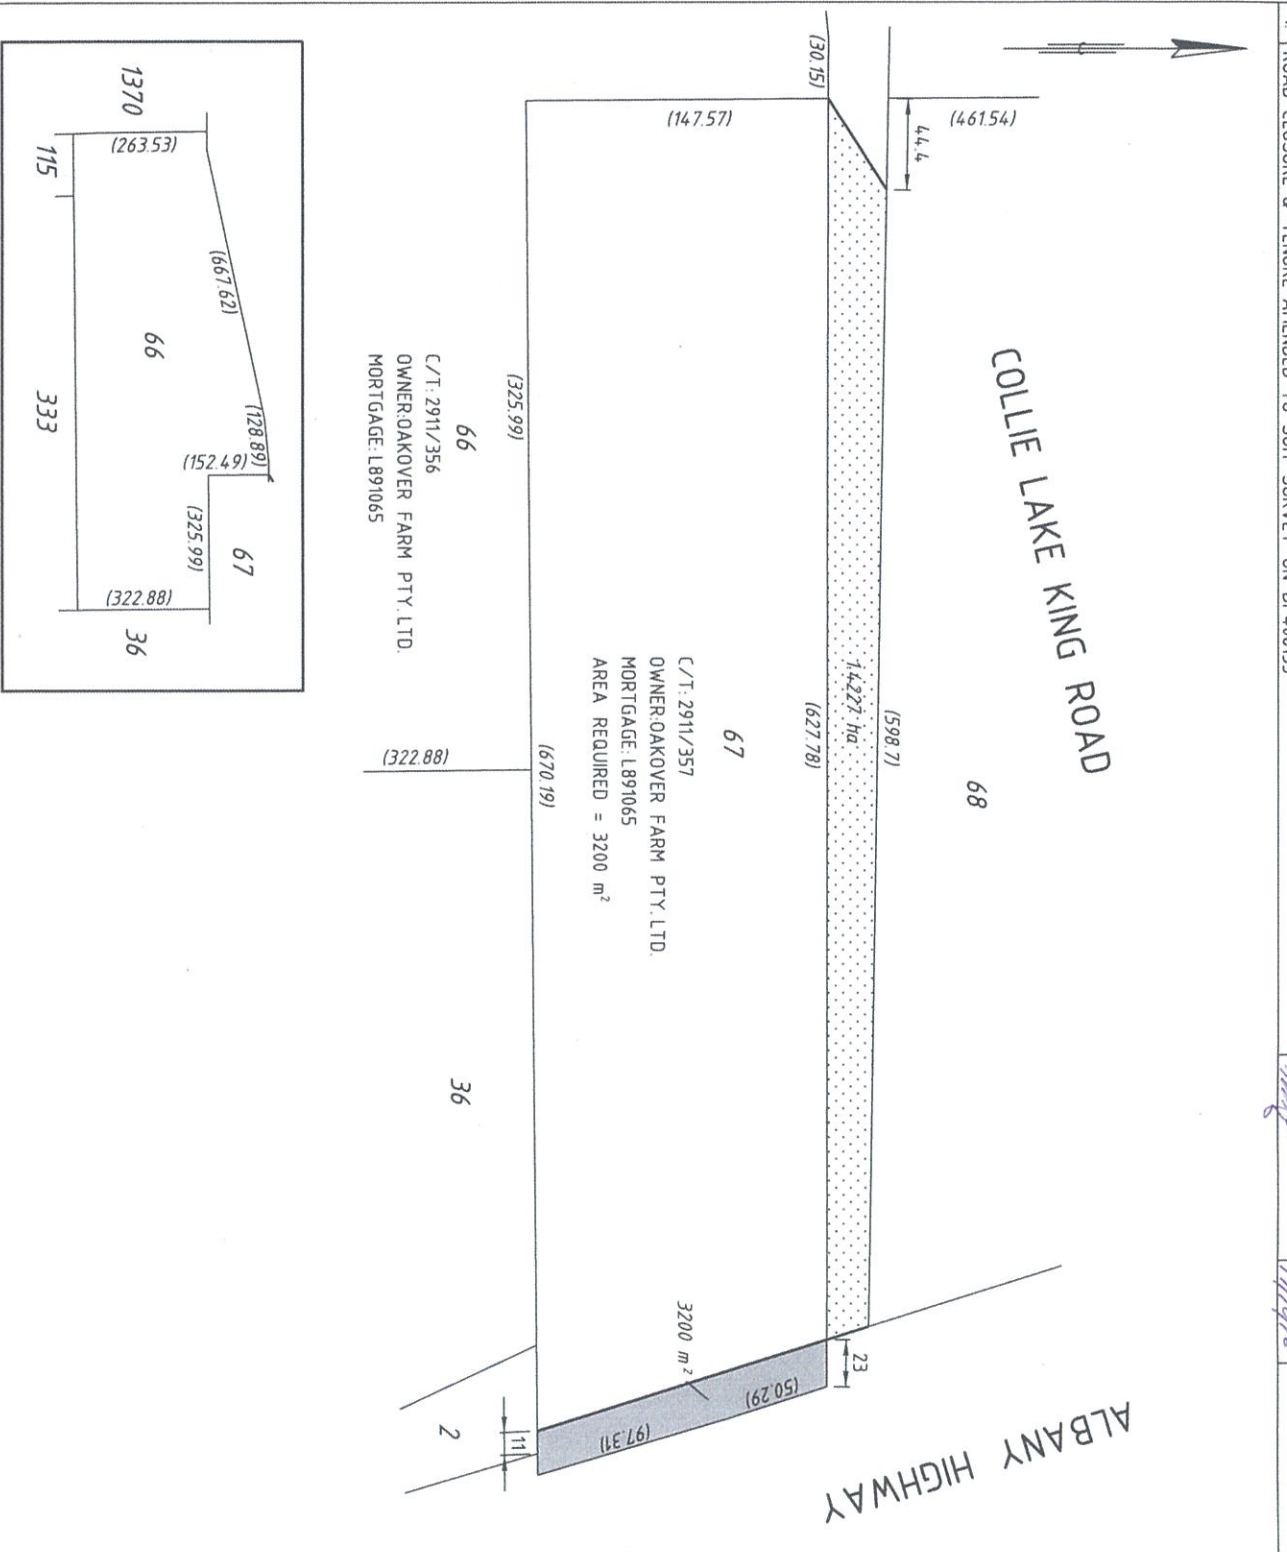 COLLIE LAKE KING ROAD
ALBANY HIGHWAY
(461.54)
44.4
(30.15)
(147.57)
68
(598.7)
1.4227 ha
(627.78)
23
67
C/T: 2911/357
OWNER:OAKOVER FARM PTY. LTD.
MORTGAGE: L891065
AREA REQUIRED = 3200 m²
3200 m²
(50.29)
(97.31)
(670.19)
(325.99)
11
66
C/T: 2911/356
OWNER:OAKOVER FARM PTY. LTD.
MORTGAGE: L891065
(322.88)
36
2
1370
(263.53)
115
(667.62)
66
333
(128.89)
(152.49)
(325.99)
67
(322.88)
36